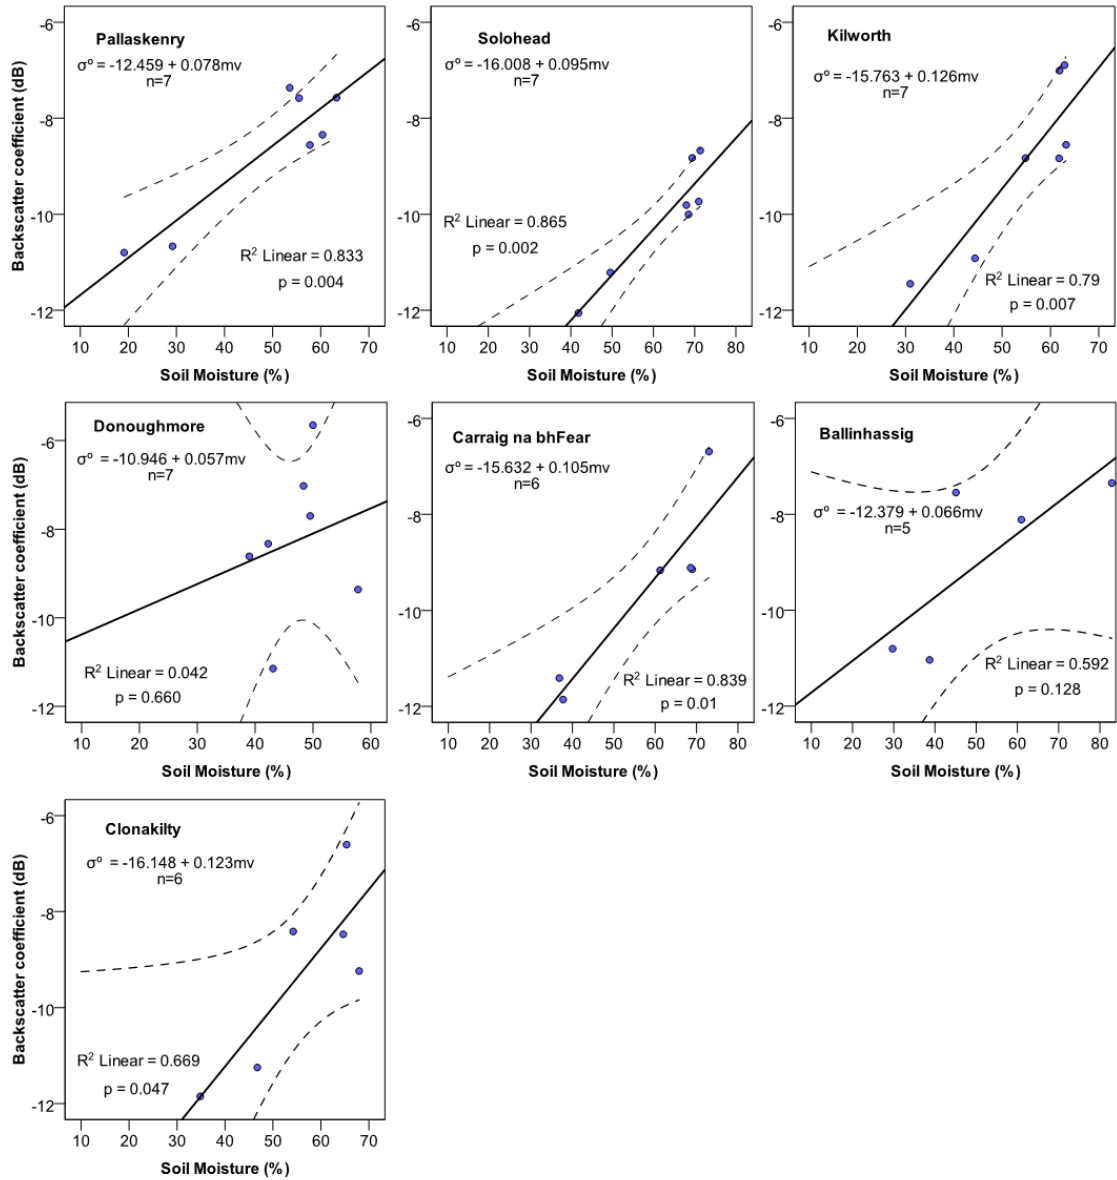 Pallaskenry
σº = -12.459 + 0.078mv
n=7
R² Linear = 0.833
p = 0.004
Backscatter coefficient (dB)
-6
-8
-10
-12
10 20 30 40 50 60 70
Soil Moisture (%)
Solohead
σº = -16.008 + 0.095mv
n=7
R² Linear = 0.865
p = 0.002
-6
-8
-10
-12
10 20 30 40 50 60 70 80
Soil Moisture (%)
Kilworth
σº = -15.763 + 0.126mv
n=7
R² Linear = 0.79
p = 0.007
-6
-8
-10
-12
10 20 30 40 50 60 70
Soil Moisture (%)
Donoughmore
σº = -10.946 + 0.057mv
n=7
R² Linear = 0.042
p = 0.660
Backscatter coefficient (dB)
-6
-8
-10
-12
10 20 30 40 50 60
Soil Moisture (%)
Carraig na bhFear
σº = -15.632 + 0.105mv
n=6
R² Linear = 0.839
p = 0.01
-6
-8
-10
-12
10 20 30 40 50 60 70 80
Soil Moisture (%)
Ballinhassig
σº = -12.379 + 0.066mv
n=5
R² Linear = 0.592
p = 0.128
-6
-8
-10
-12
10 20 30 40 50 60 70 80
Soil Moisture (%)
Clonakilty
σº = -16.148 + 0.123mv
n=6
R² Linear = 0.669
p = 0.047
Backscatter coefficient (dB)
-6
-8
-10
-12
10 20 30 40 50 60 70
Soil Moisture (%)